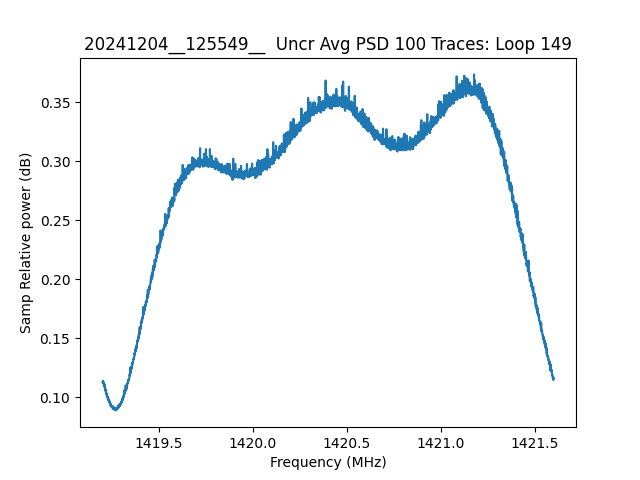 20241204__125549__  Uncr Avg PSD 100 Traces: Loop 149
Samp Relative power (dB)
0.35
0.30
0.25
0.20
0.15
0.10
1419.5 1420.0 1420.5 1421.0 1421.5
Frequency (MHz)